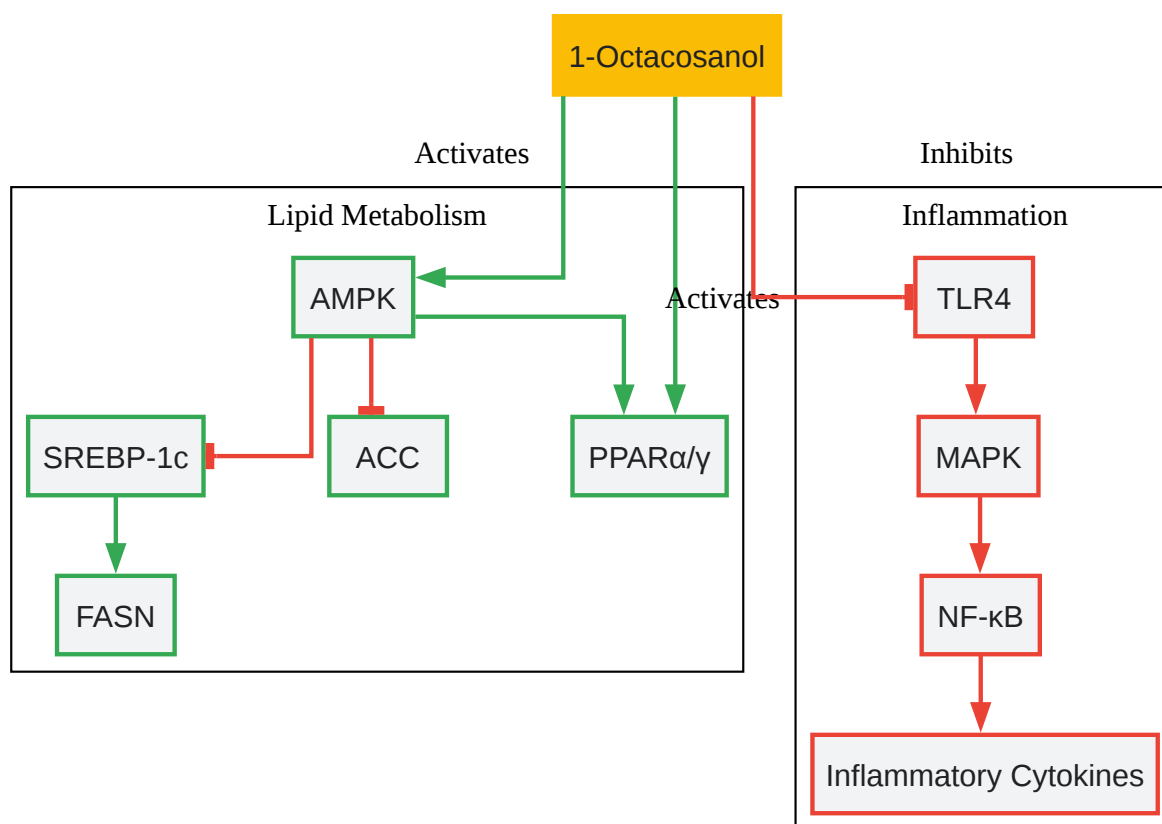 1-Octacosanol
Activates
Inhibits
Lipid Metabolism
Inflammation
AMPK
Activates
TLR4
SREBP-1c
ACC
PPARα/γ
MAPK
FASN
NF-κB
Inflammatory Cytokines